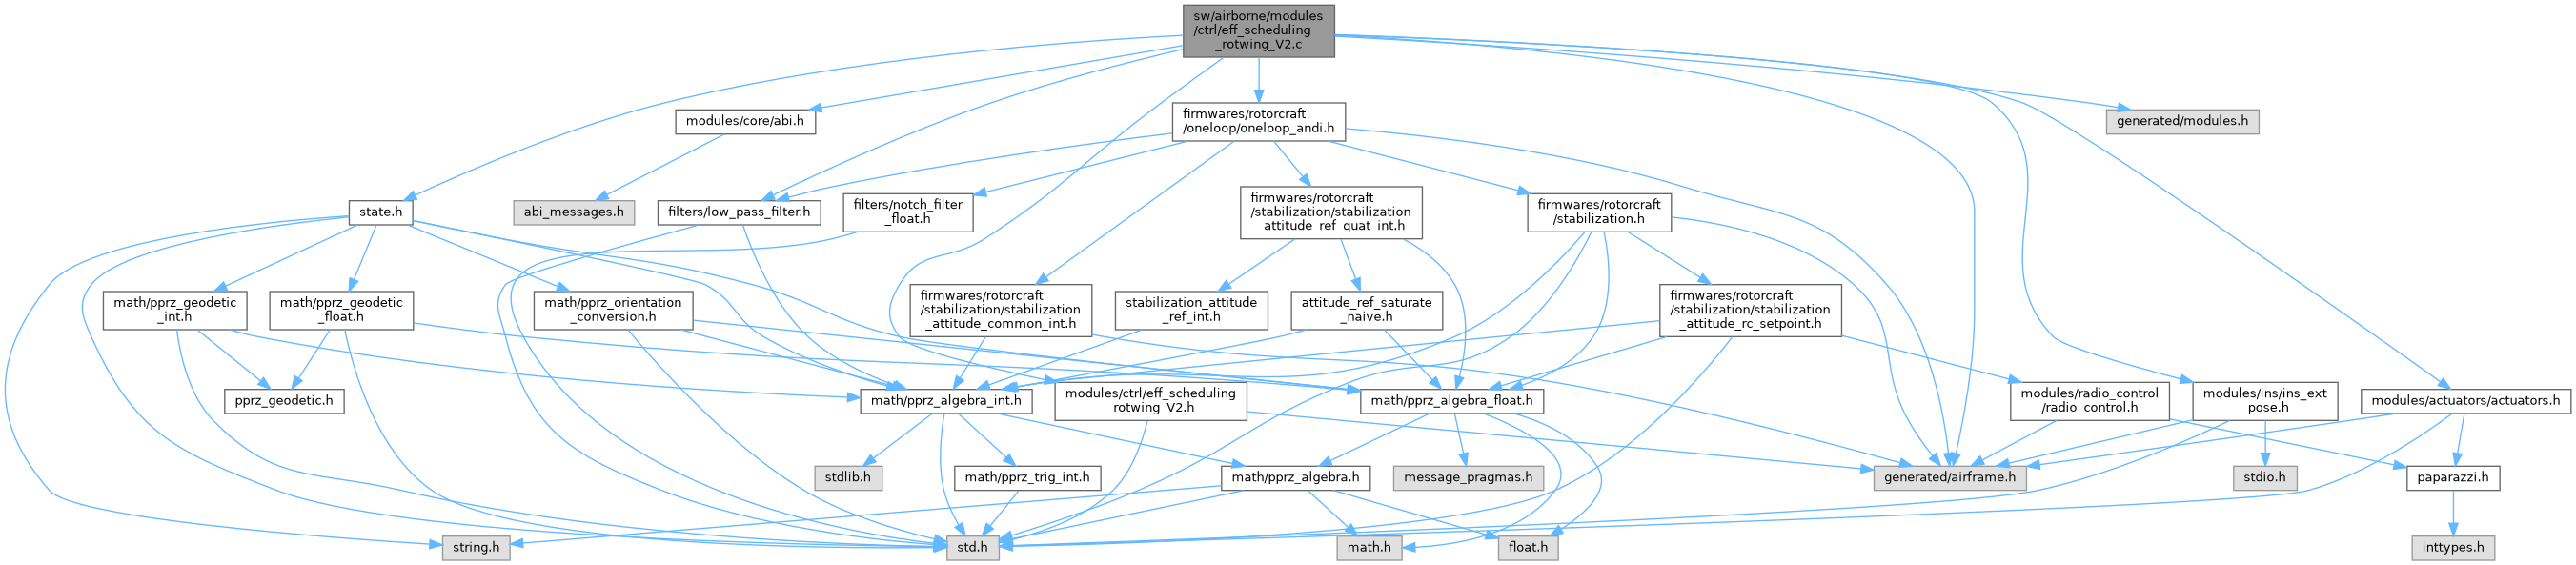 sw/airborne/modules
/ctrl/eff_scheduling
_rotwing_V2.c
modules/core/abi.h
firmwares/rotorcraft
/oneloop/oneloop_andi.h
generated/modules.h
abi_messages.h
state.h
filters/low_pass_filter.h
filters/notch_filter
_float.h
firmwares/rotorcraft
/stabilization/stabilization
_attitude_ref_quat_int.h
firmwares/rotorcraft
/stabilization.h
math/pprz_geodetic
_int.h
math/pprz_geodetic
_float.h
math/pprz_orientation
_conversion.h
firmwares/rotorcraft
/stabilization/stabilization
_attitude_common_int.h
stabilization_attitude
_ref_int.h
attitude_ref_saturate
_naive.h
firmwares/rotorcraft
/stabilization/stabilization
_attitude_rc_setpoint.h
pprz_geodetic.h
math/pprz_algebra_int.h
modules/ctrl/eff_scheduling
_rotwing_V2.h
math/pprz_algebra_float.h
modules/radio_control
/radio_control.h
modules/ins/ins_ext
_pose.h
modules/actuators/actuators.h
stdlib.h
math/pprz_trig_int.h
math/pprz_algebra.h
message_pragmas.h
generated/airframe.h
stdio.h
paparazzi.h
string.h
std.h
math.h
float.h
inttypes.h